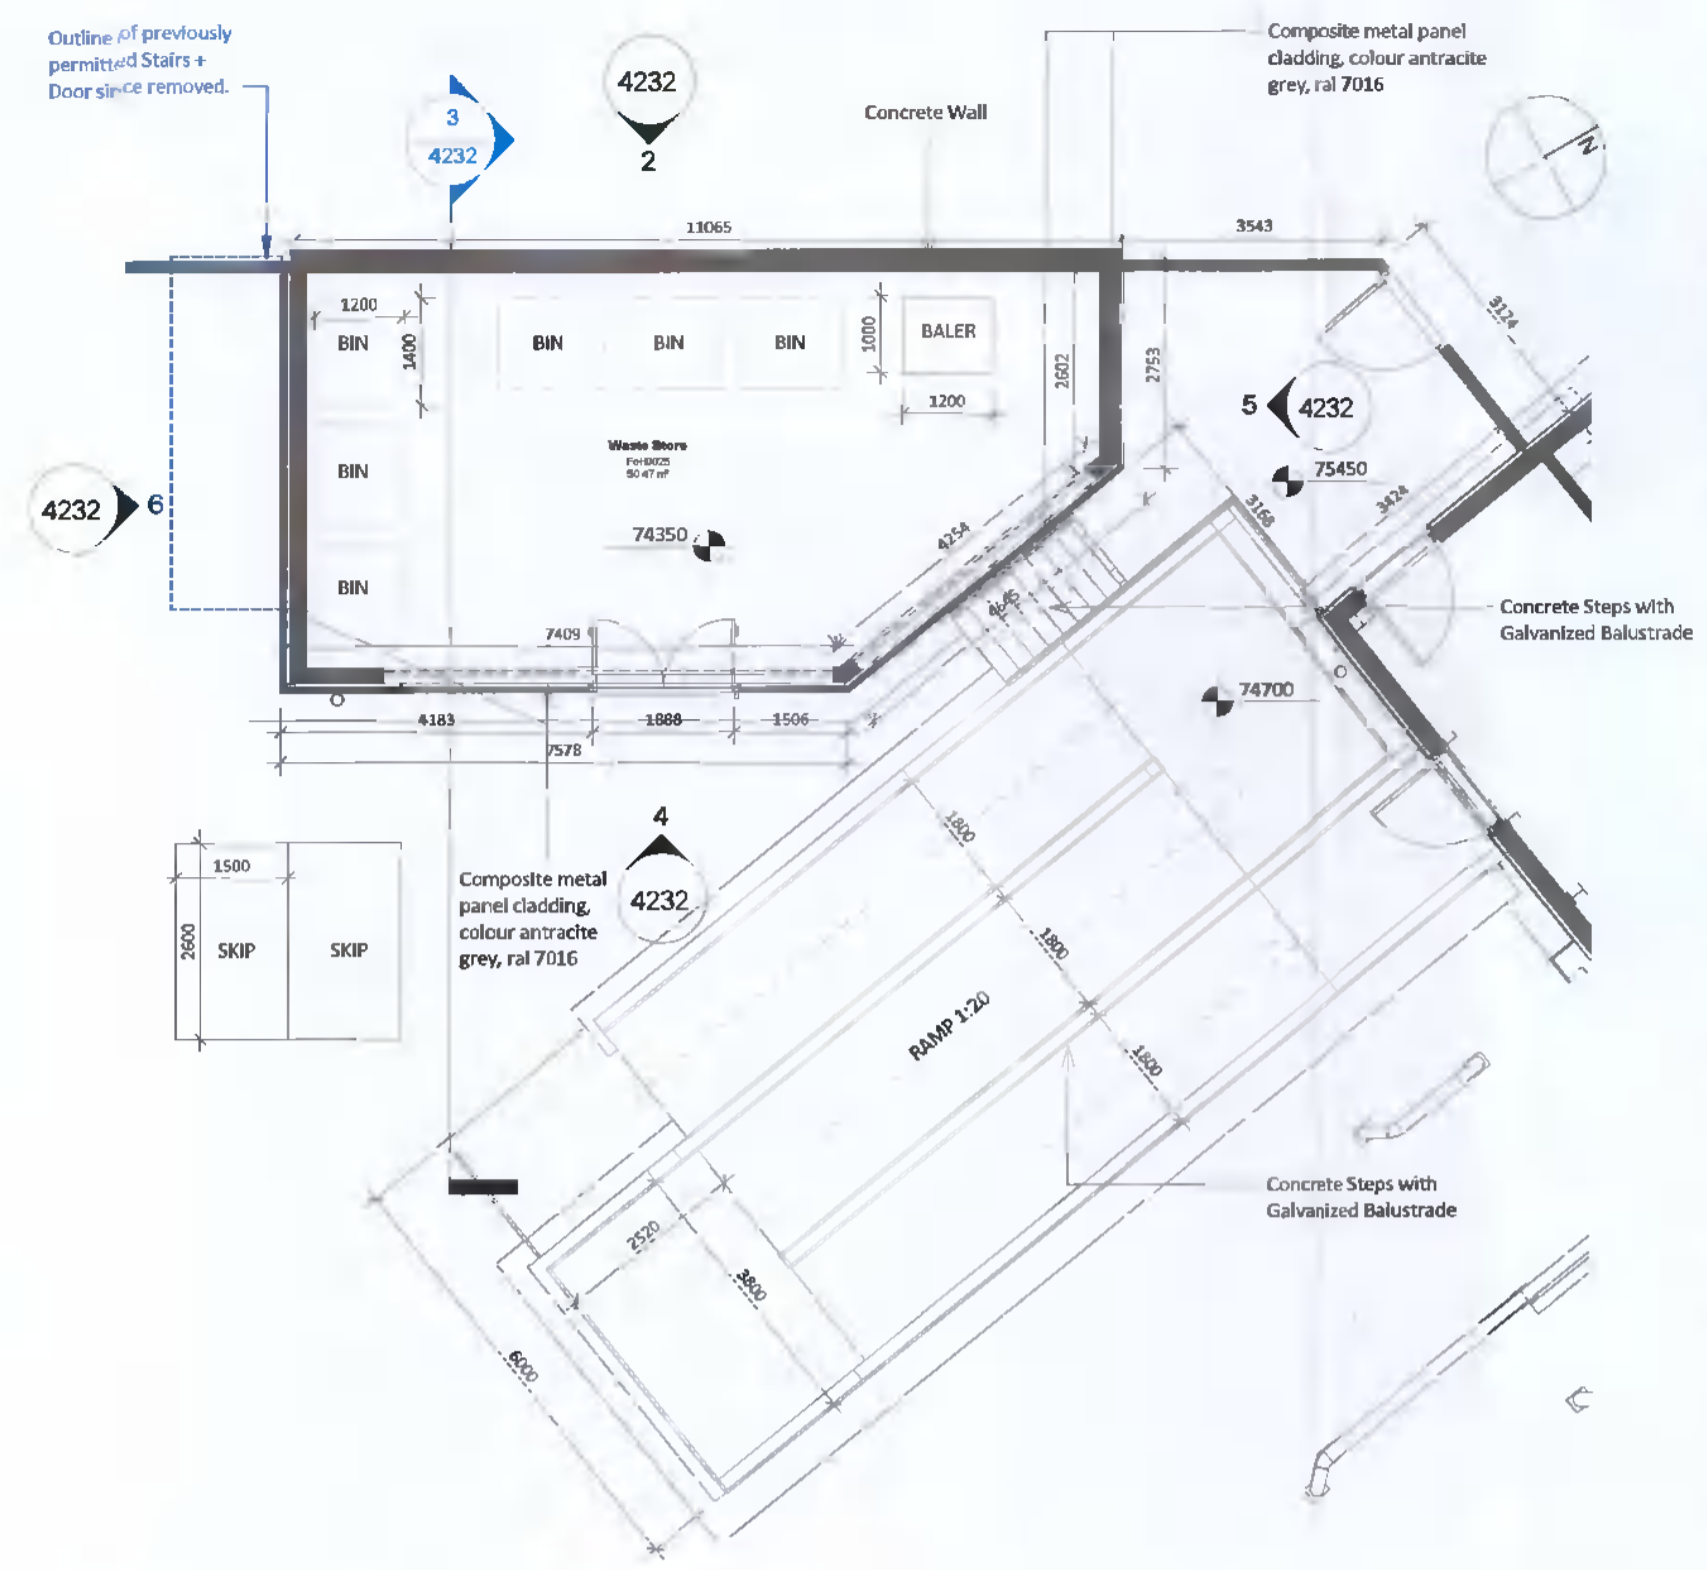 Outline of previously
permitted Stairs +
Door since removed.
3
4232
4232
2
Concrete Wall
Composite metal panel
cladding, colour antracite
grey, ral 7016
N
11065
3543
3124
1200
BIN
1400
BIN
BIN
BIN
1000
BALER
1200
2602
2753
5
4232
75450
3424
3168
Waste Store
50.47 m²
BIN
4232
6
74350
4254
4645
BIN
7409
Concrete Steps with
Galvanized Balustrade
74700
4183
1888
1506
7578
4
4232
1500
2600
SKIP
SKIP
Composite metal
panel cladding,
colour antracite
grey, ral 7016
1800
1800
1800
RAMP 1:20
Concrete Steps with
Galvanized Balustrade
2520
3800
6000